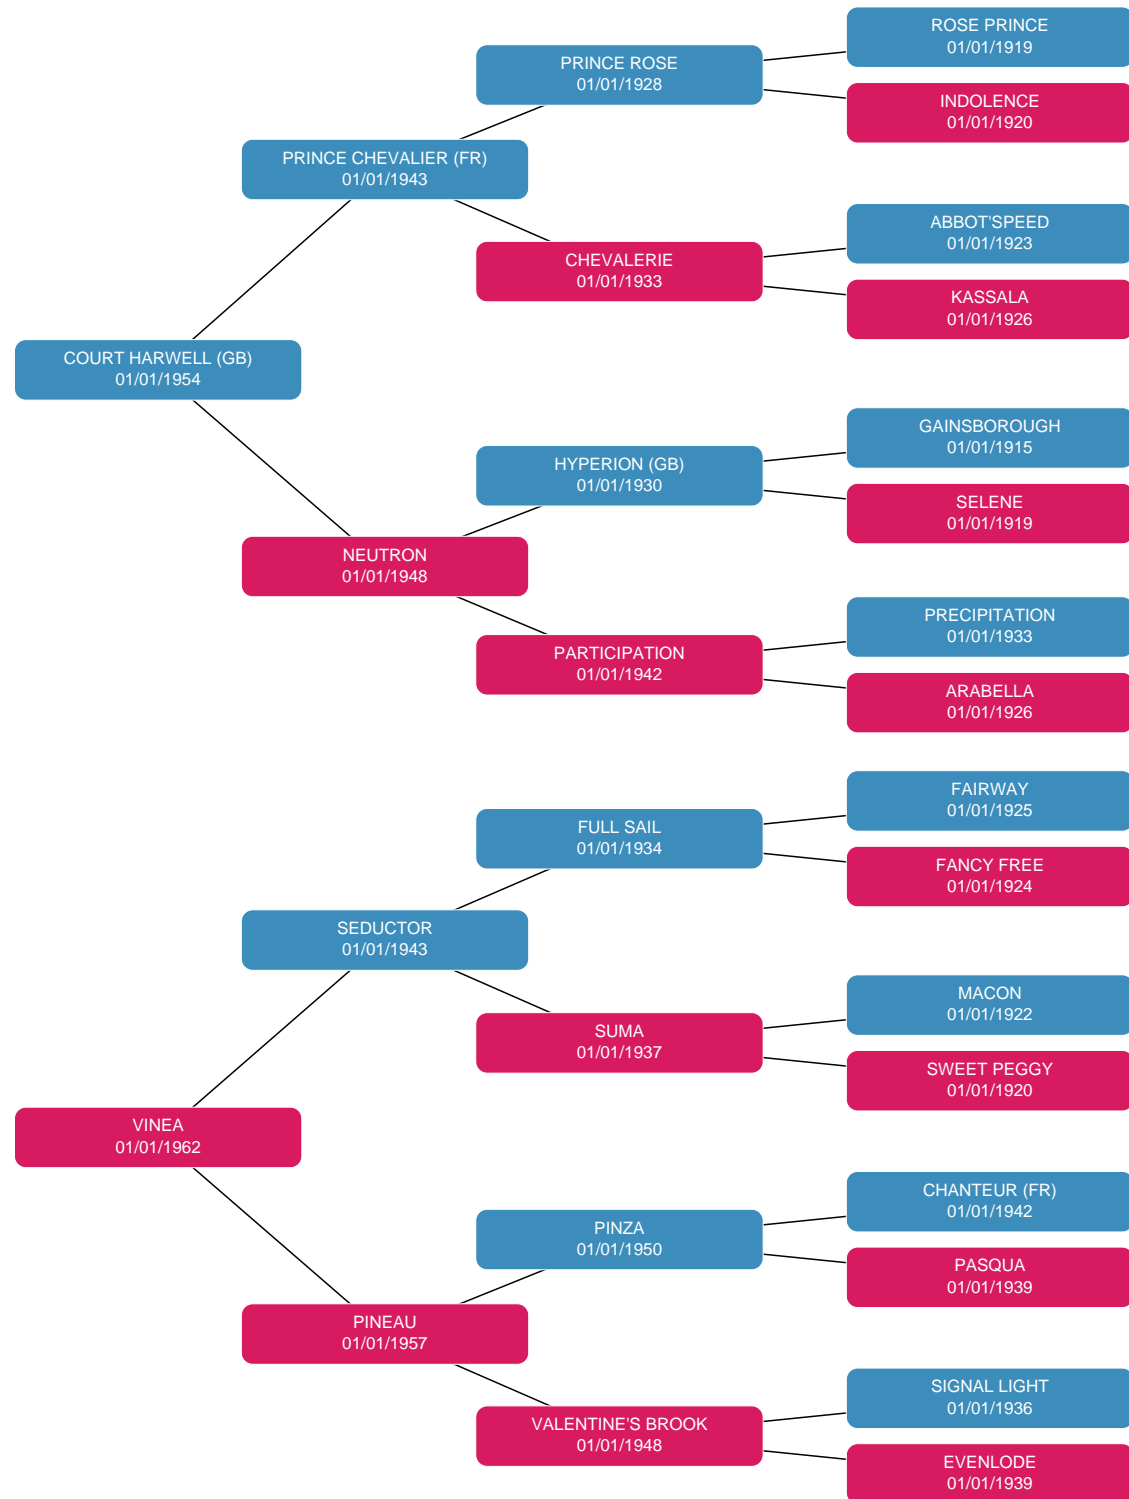 ROSE PRINCE
01/01/1919
PRINCE ROSE
01/01/1928
INDOLENCE
01/01/1920
PRINCE CHEVALIER (FR)
01/01/1943
ABBOT'SPEED
01/01/1923
CHEVALERIE
01/01/1933
KASSALA
01/01/1926
COURT HARWELL (GB)
01/01/1954
GAINSBOROUGH
01/01/1915
HYPERION (GB)
01/01/1930
SELENE
01/01/1919
NEUTRON
01/01/1948
PRECIPITATION
01/01/1933
PARTICIPATION
01/01/1942
ARABELLA
01/01/1926
FAIRWAY
01/01/1925
FULL SAIL
01/01/1934
FANCY FREE
01/01/1924
SEDUCTOR
01/01/1943
MACON
01/01/1922
SUMA
01/01/1937
SWEET PEGGY
01/01/1920
VINEA
01/01/1962
CHANTEUR (FR)
01/01/1942
PINZA
01/01/1950
PASQUA
01/01/1939
PINEAU
01/01/1957
SIGNAL LIGHT
01/01/1936
VALENTINE'S BROOK
01/01/1948
EVENLODE
01/01/1939